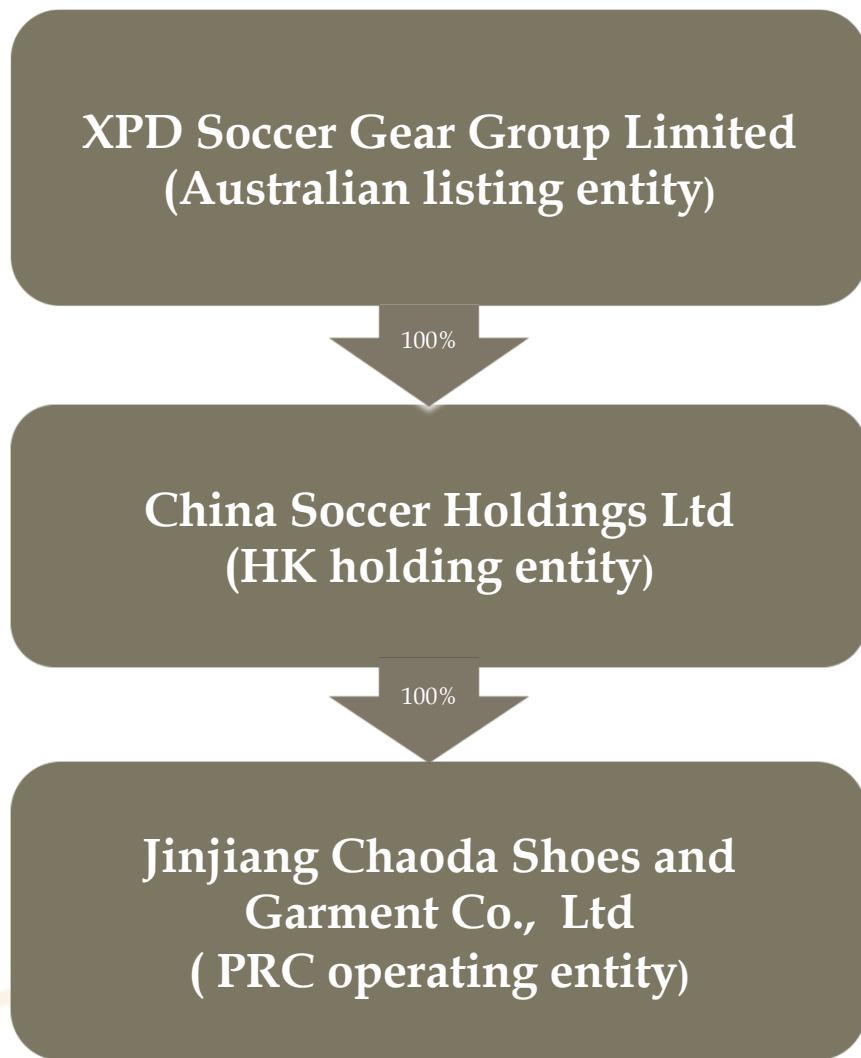 XPD Soccer Gear Group Limited
(Australian listing entity)
100%
China Soccer Holdings Ltd
(HK holding entity)
100%
Jinjiang Chaoda Shoes and
Garment Co.,  Ltd
( PRC operating entity)